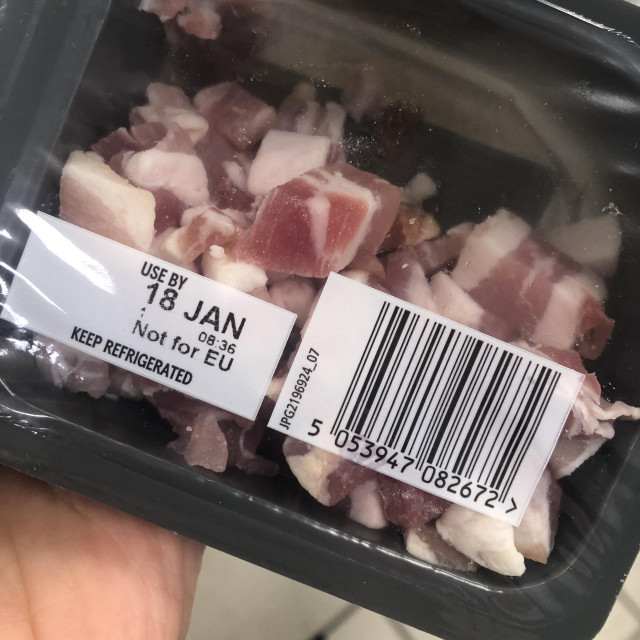 USE BY
18 JAN
: 08:36
Not for EU
KEEP REFRIGERATED
JPG2196924_07
5 053947 082672 >